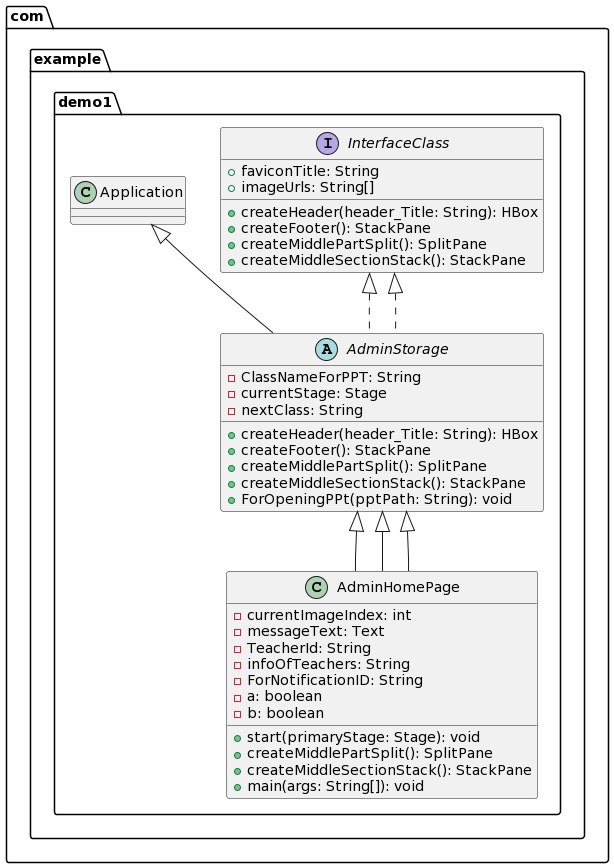 com
example
demo1
I InterfaceClass
faviconTitle: String
imageUrls: String[]
createHeader(header_Title: String): HBox
createFooter(): StackPane
createMiddlePartSplit(): SplitPane
createMiddleSectionStack(): StackPane
C Application
A AdminStorage
ClassNameForPPT: String
currentStage: Stage
nextClass: String
createHeader(header_Title: String): HBox
createFooter(): StackPane
createMiddlePartSplit(): SplitPane
createMiddleSectionStack(): StackPane
ForOpeningPPt(pptPath: String): void
C AdminHomePage
currentImageIndex: int
messageText: Text
TeacherId: String
infoOfTeachers: String
ForNotificationID: String
a: boolean
b: boolean
start(primaryStage: Stage): void
createMiddlePartSplit(): SplitPane
createMiddleSectionStack(): StackPane
main(args: String[]): void